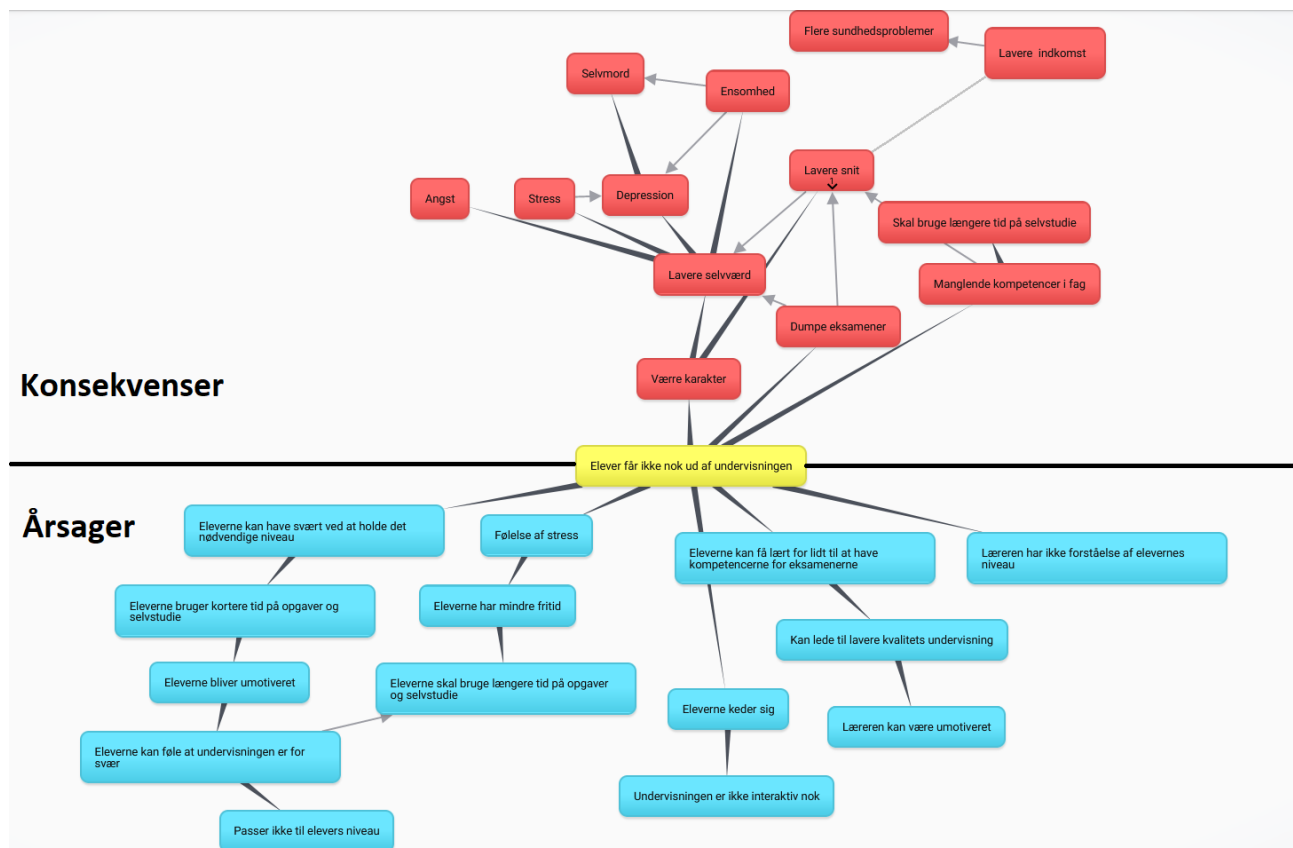 Flere sundhedsproblemer
Lavere indkomst
Selvmord
Ensomhed
Lavere snit
Angst
Stress
Depression
Skal bruge længere tid på selvstudie
Lavere selvværd
Manglende kompetencer i fag
Dumpe eksamener
Værre karakter
Konsekvenser
Elever får ikke nok ud af undervisningen
Årsager
Eleverne kan have svært ved at holde det
nødvendige niveau
Følelse af stress
Eleverne kan få lært for lidt til at have
kompetencerne for eksamenerne
Læreren har ikke forståelse af elevernes
niveau
Eleverne bruger kortere tid på opgaver og
selvstudie
Eleverne har mindre fritid
Kan lede til lavere kvalitets undervisning
Eleverne bliver umotiveret
Eleverne skal bruge længere tid på opgaver
og selvstudie
Eleverne keder sig
Læreren kan være umotiveret
Eleverne kan føle at undervisningen er for
svær
Undervisningen er ikke interaktiv nok
Passer ikke til elevers niveau